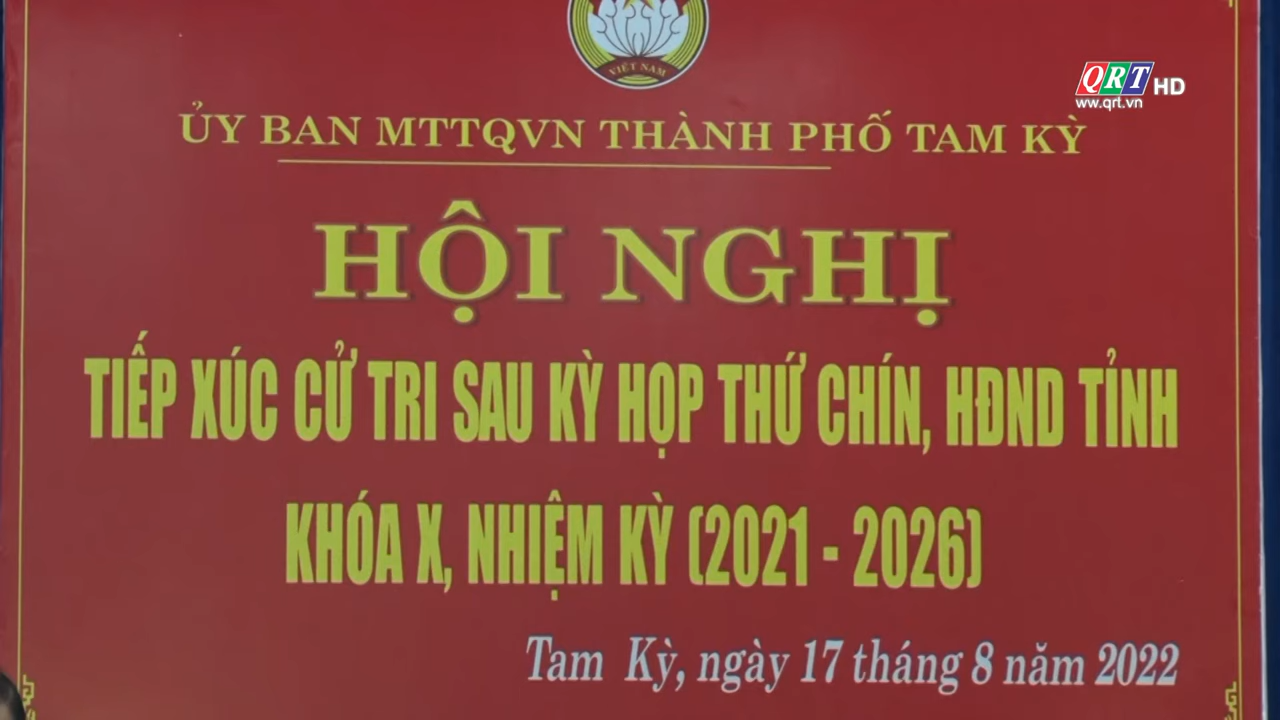 VIỆT NAM
QRT HD
ww.qrt.vn
ỦY BAN MTTQVN THÀNH PHỐ TAM KỲ
HỘI NGHỊ
TIẾP XÚC CỬ TRI SAU KỲ HỌP THỨ CHÍN, HĐND TỈNH
KHÓA X, NHIỆM KỲ (2021 - 2026)
Tam Kỳ, ngày 17 tháng 8 năm 2022